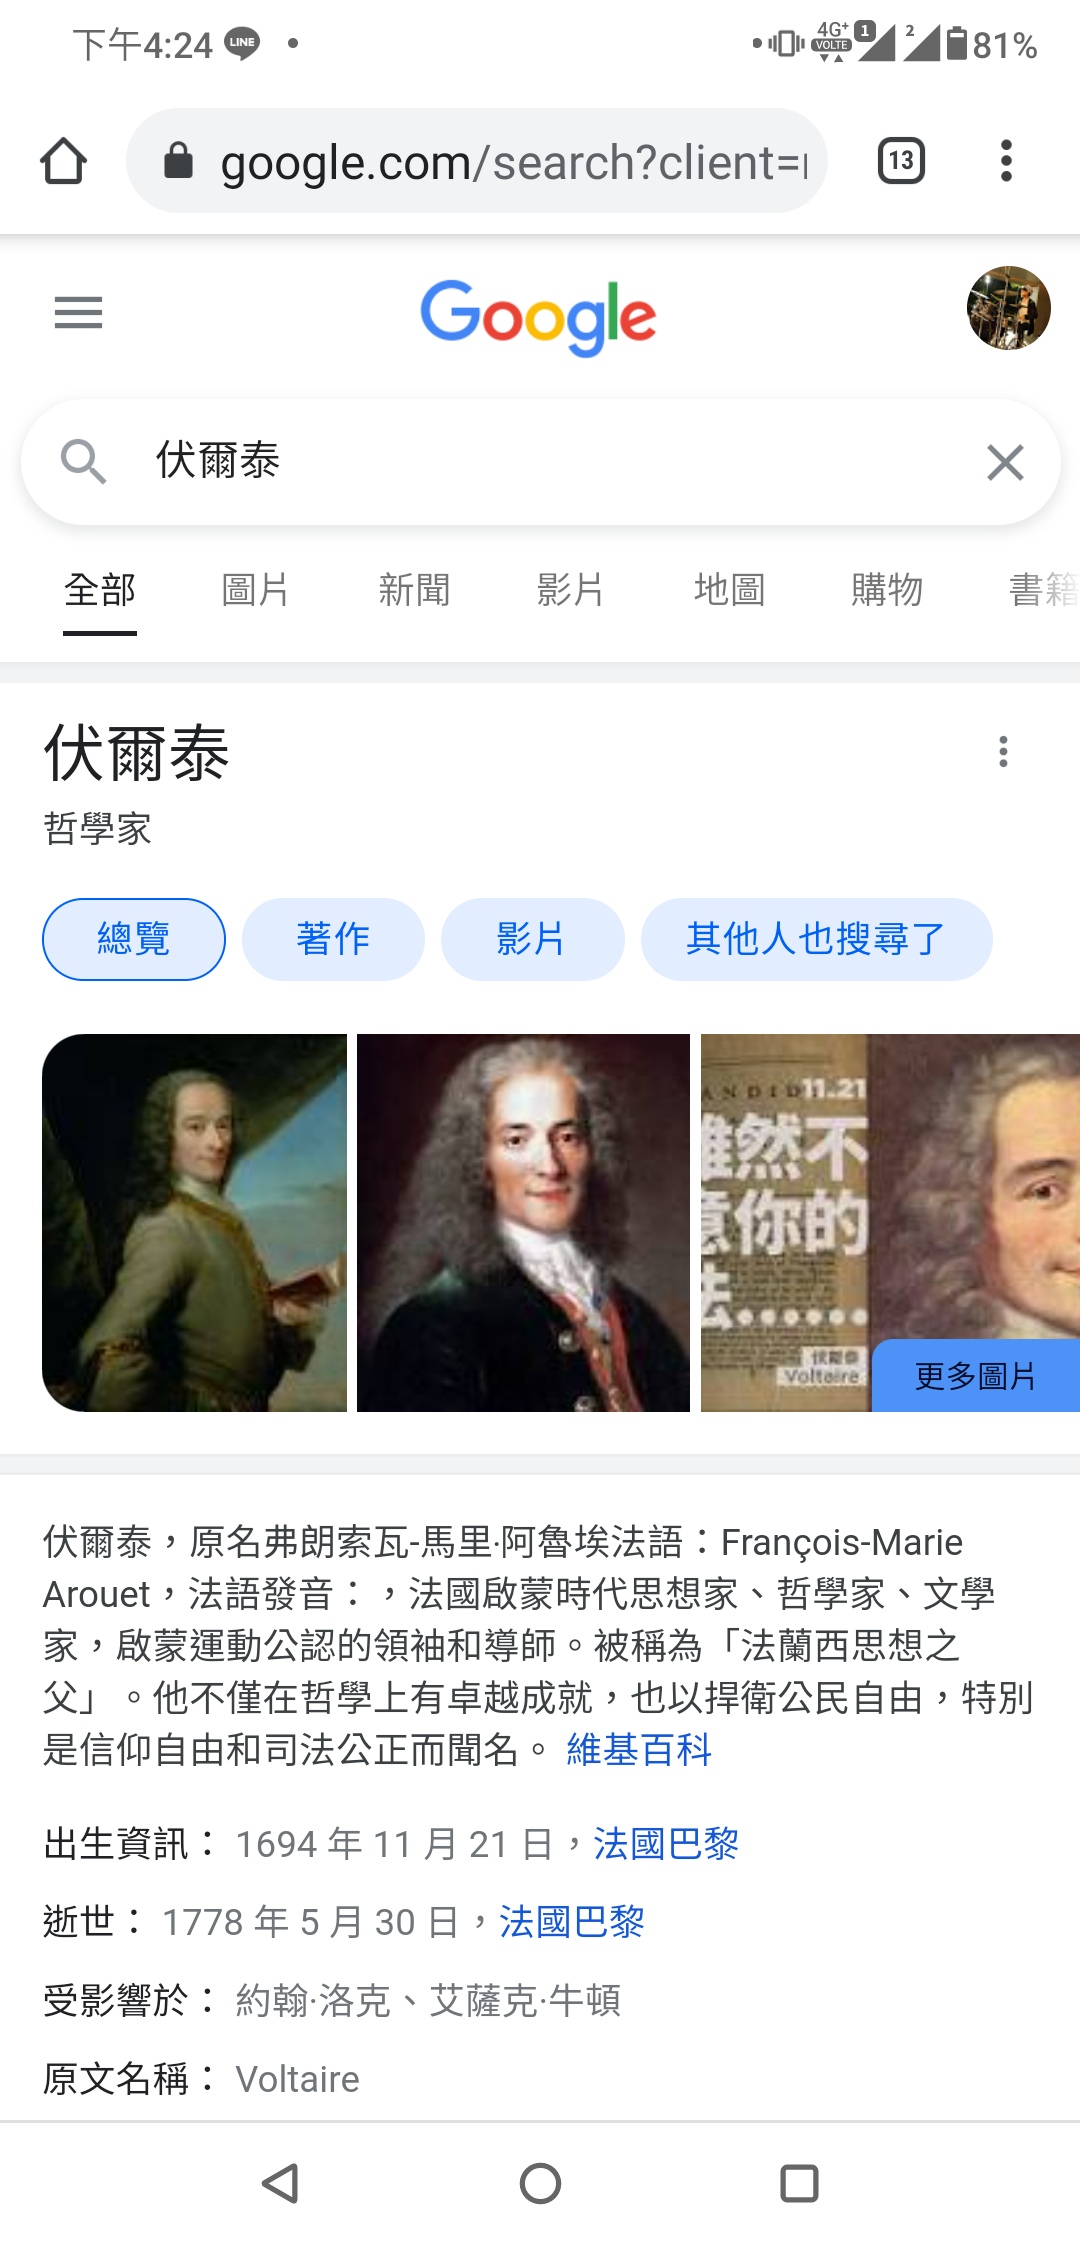 下午4:24 LINE 4G+ VOLTE 1 2 81%
google.com/search?client=
13
Google
伏爾泰
全部 圖片 新聞 影片 地圖 購物 書籍
伏爾泰
哲學家
總覽 著作 影片 其他人也搜尋了
ANDID 11.21
雖然不
意你的
法......
伏爾泰
Voltaire
更多圖片
伏爾泰，原名弗朗索瓦-馬里·阿魯埃法語：François-Marie
Arouet，法語發音：，法國啟蒙時代思想家、哲學家、文學
家，啟蒙運動公認的領袖和導師。被稱為「法蘭西思想之
父」。他不僅在哲學上有卓越成就，也以捍衛公民自由，特別
是信仰自由和司法公正而聞名。 維基百科
出生資訊： 1694 年 11 月 21 日，法國巴黎
逝世： 1778 年 5 月 30 日，法國巴黎
受影響於： 約翰·洛克、艾薩克·牛頓
原文名稱： Voltaire